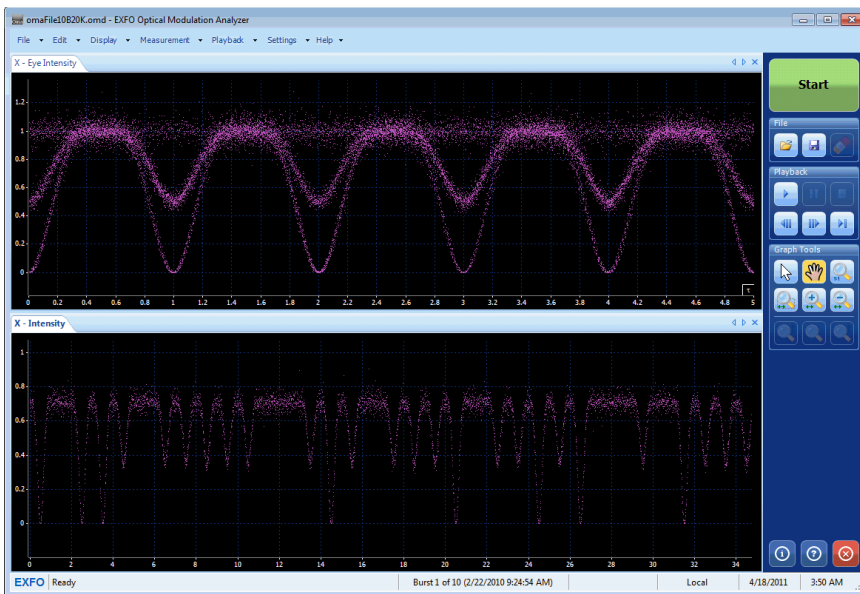 omaFile10B20K.omd - EXFO Optical Modulation Analyzer
File Edit Display Measurement Playback Settings Help
X - Eye Intensity
1.2
1
0.8
0.6
0.4
0.2
0
t
0 0.2 0.4 0.6 0.8 1 1.2 1.4 1.6 1.8 2 2.2 2.4 2.6 2.8 3 3.2 3.4 3.6 3.8 4 4.2 4.4 4.6 4.8 5
X - Intensity
1
0.8
0.6
0.4
0.2
0
0 2 4 6 8 10 12 14 16 18 20 22 24 26 28 30 32 34
Start
File
Playback
Graph Tools
EXFO Ready Burst 1 of 10 (2/22/2010 9:24:54 AM) Local 4/18/2011 3:50 AM